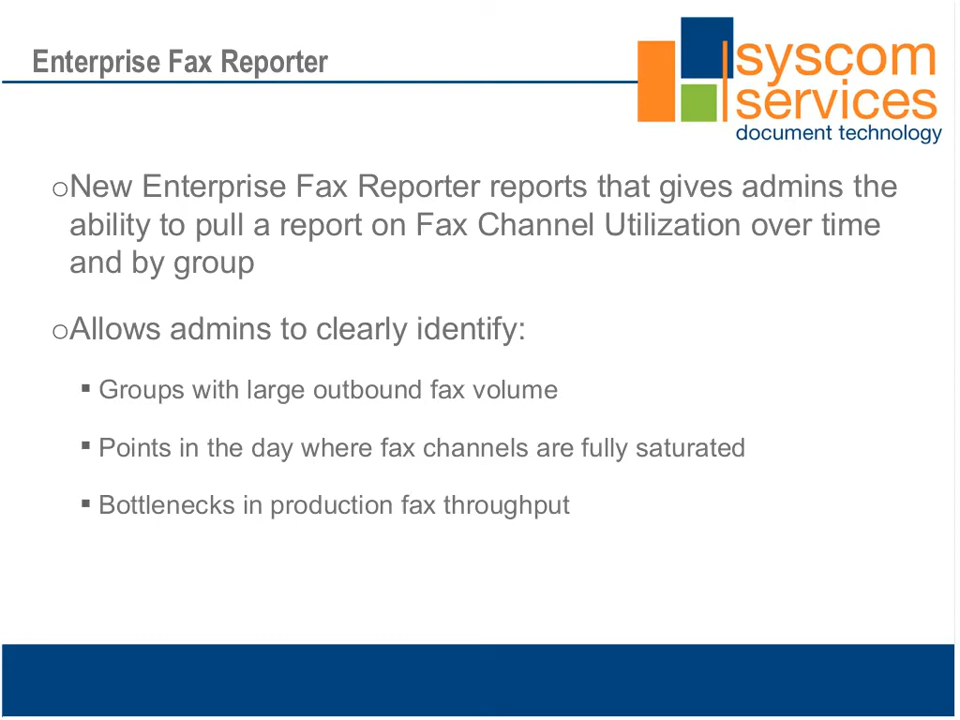 Enterprise Fax Reporter
syscom
services
document technology
oNew Enterprise Fax Reporter reports that gives admins the
ability to pull a report on Fax Channel Utilization over time
and by group
oAllows admins to clearly identify:
▪ Groups with large outbound fax volume
▪ Points in the day where fax channels are fully saturated
▪ Bottlenecks in production fax throughput